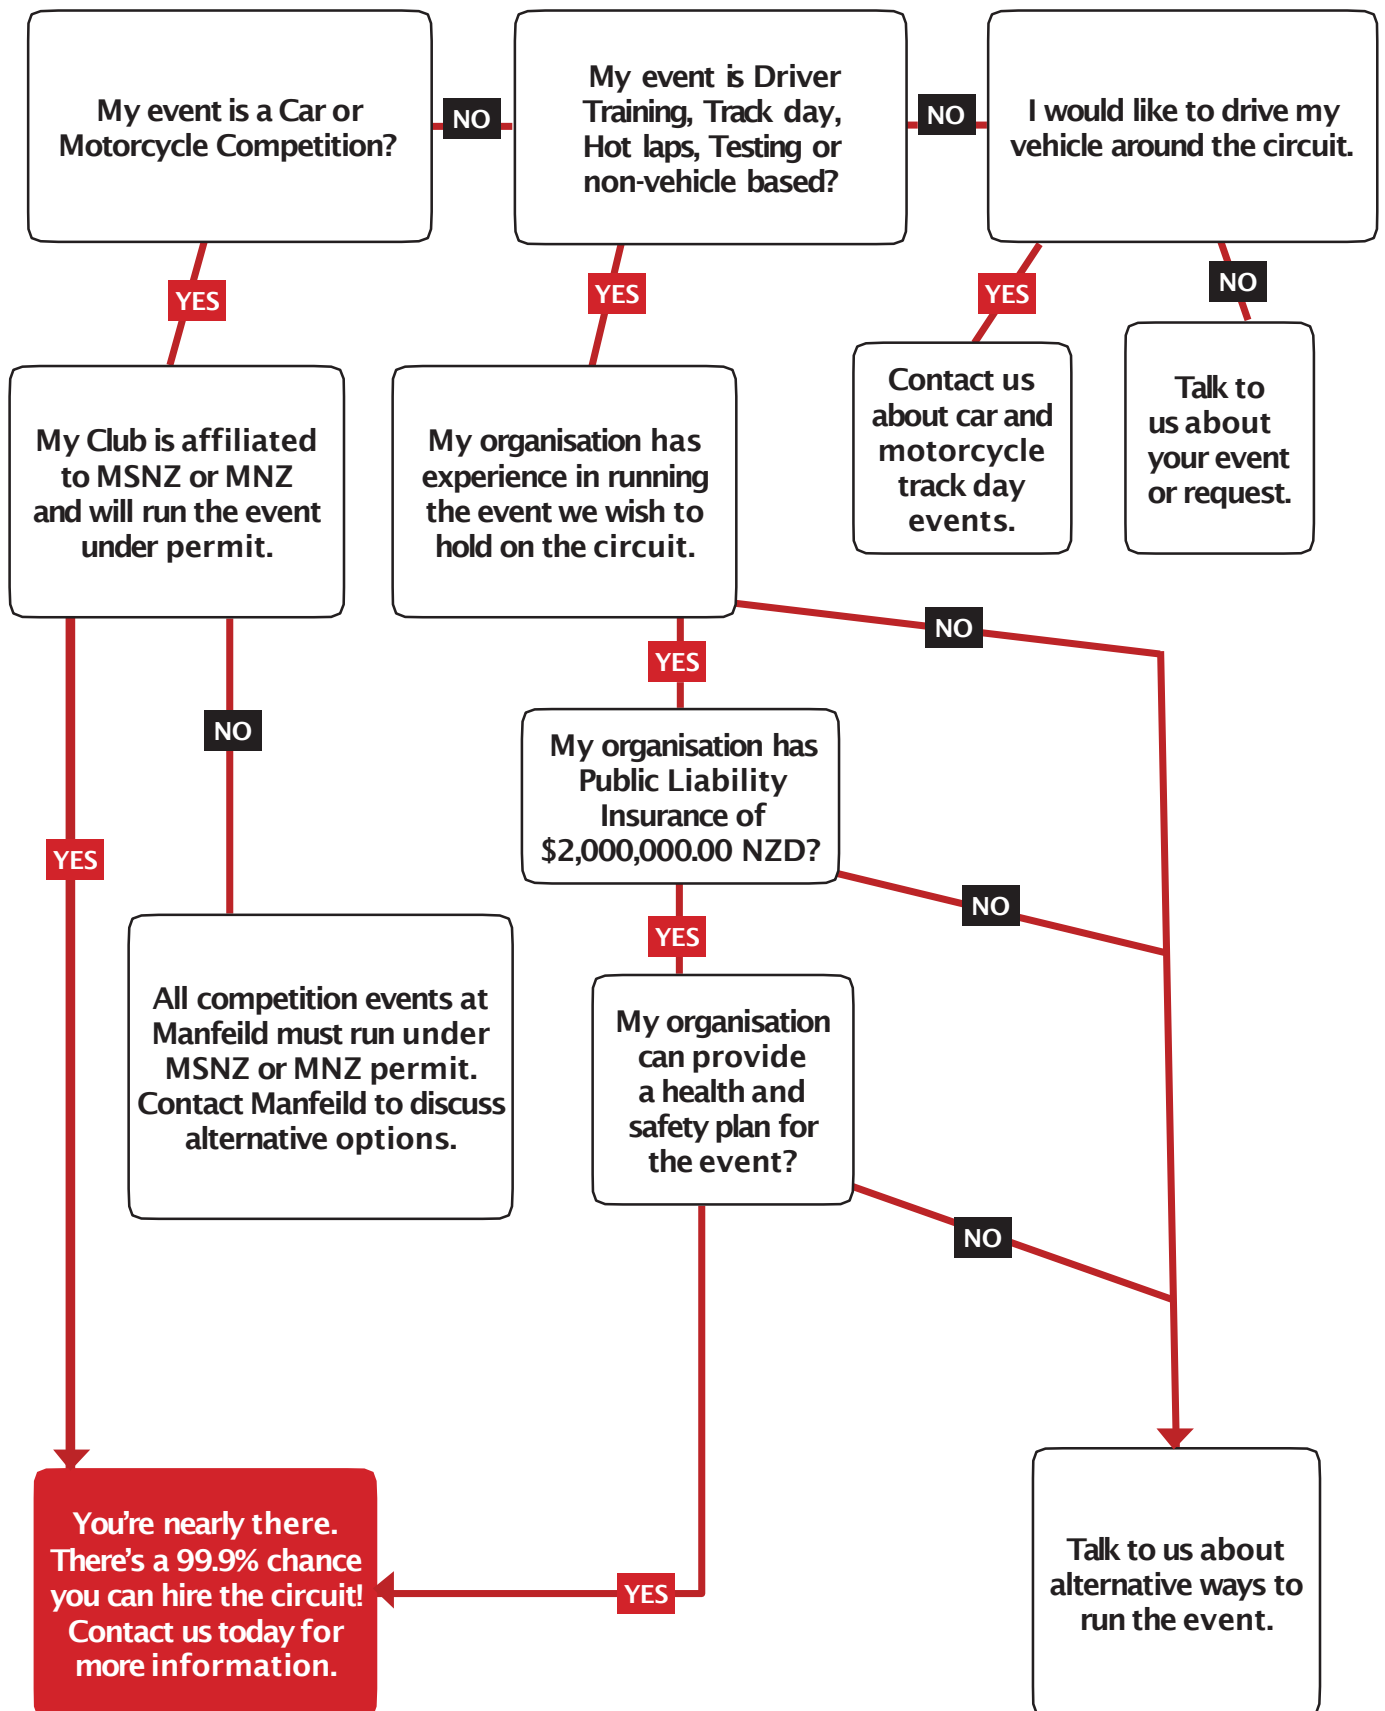 My event is a Car or
Motorcycle Competition?
NO
My event is Driver
Training, Track day,
Hot laps, Testing or
non-vehicle based?
NO
I would like to drive my
vehicle around the circuit.
YES
YES
YES
NO
My Club is affiliated
to MSNZ or MNZ
and will run the event
under permit.
My organisation has
experience in running
the event we wish to
hold on the circuit.
Contact us
about car and
motorcycle
track day
events.
Talk to
us about
your event
or request.
NO
YES
NO
My organisation has
Public Liability
Insurance of
$2,000,000.00 NZD?
YES
NO
YES
All competition events at
Manfeild must run under
MSNZ or MNZ permit.
Contact Manfeild to discuss
alternative options.
My organisation
can provide
a health and
safety plan for
the event?
NO
You're nearly there.
There's a 99.9% chance
you can hire the circuit!
Contact us today for
more information.
YES
Talk to us about
alternative ways to
run the event.